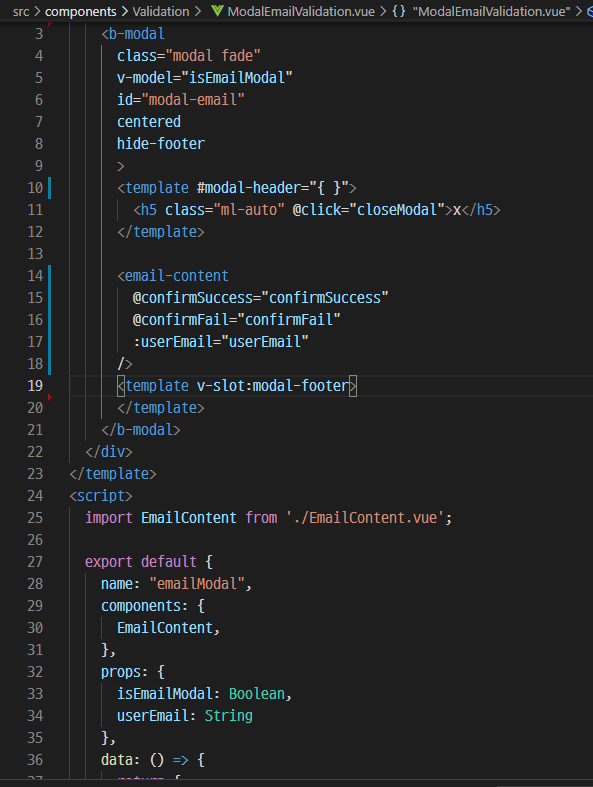 src > components > Validation > ModalEmailValidation.vue > {} "ModalEmailValidation.vue" >
3 <b-modal
4 class="modal fade"
5 v-model="isEmailModal"
6 id="modal-email"
7 centered
8 hide-footer
9 >
10 <template #modal-header="{ }">
11 <h5 class="ml-auto" @click="closeModal">x</h5>
12 </template>
13
14 <email-content
15 @confirmSuccess="confirmSuccess"
16 @confirmFail="confirmFail"
17 :userEmail="userEmail"
18 />
19 <template v-slot:modal-footer>
20 </template>
21 </b-modal>
22 </div>
23 </template>
24 <script>
25 import EmailContent from './EmailContent.vue';
26
27 export default {
28 name: "emailModal",
29 components: {
30 EmailContent,
31 },
32 props: {
33 isEmailModal: Boolean,
34 userEmail: String
35 },
36 data: () => {